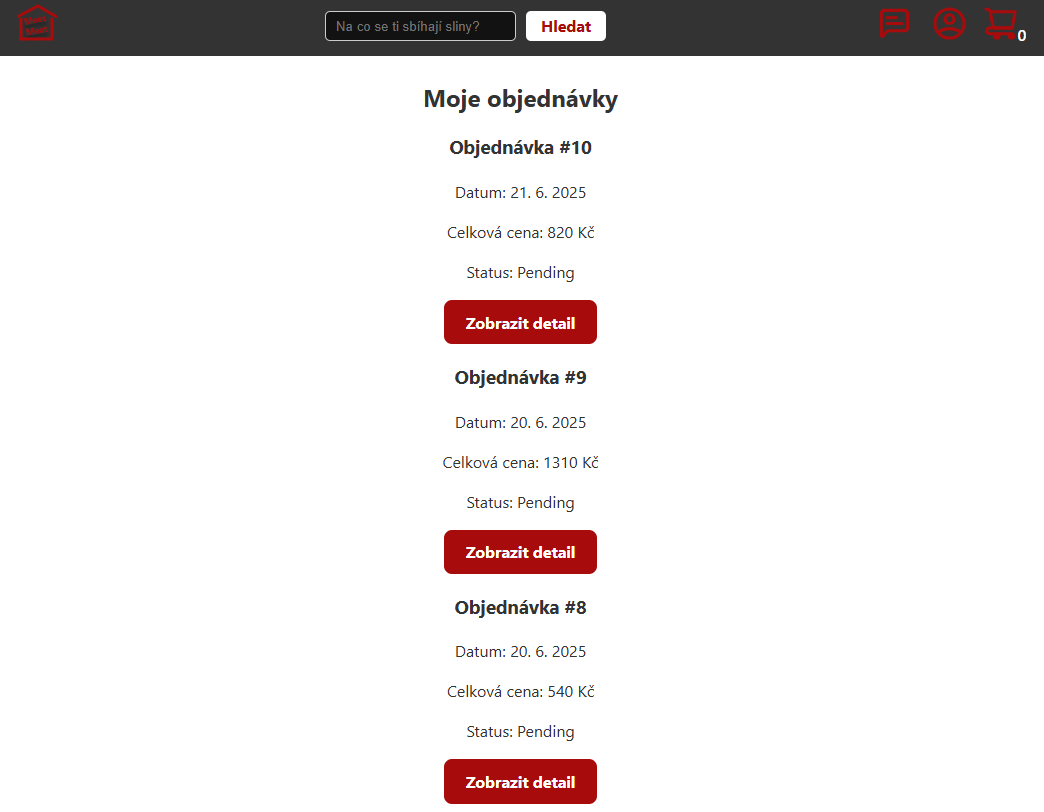 Na co se ti sbíhají sliny?
Hledat
0
Moje objednávky
Objednávka #10
Datum: 21. 6. 2025
Celková cena: 820 Kč
Status: Pending
Zobrazit detail
Objednávka #9
Datum: 20. 6. 2025
Celková cena: 1310 Kč
Status: Pending
Zobrazit detail
Objednávka #8
Datum: 20. 6. 2025
Celková cena: 540 Kč
Status: Pending
Zobrazit detail